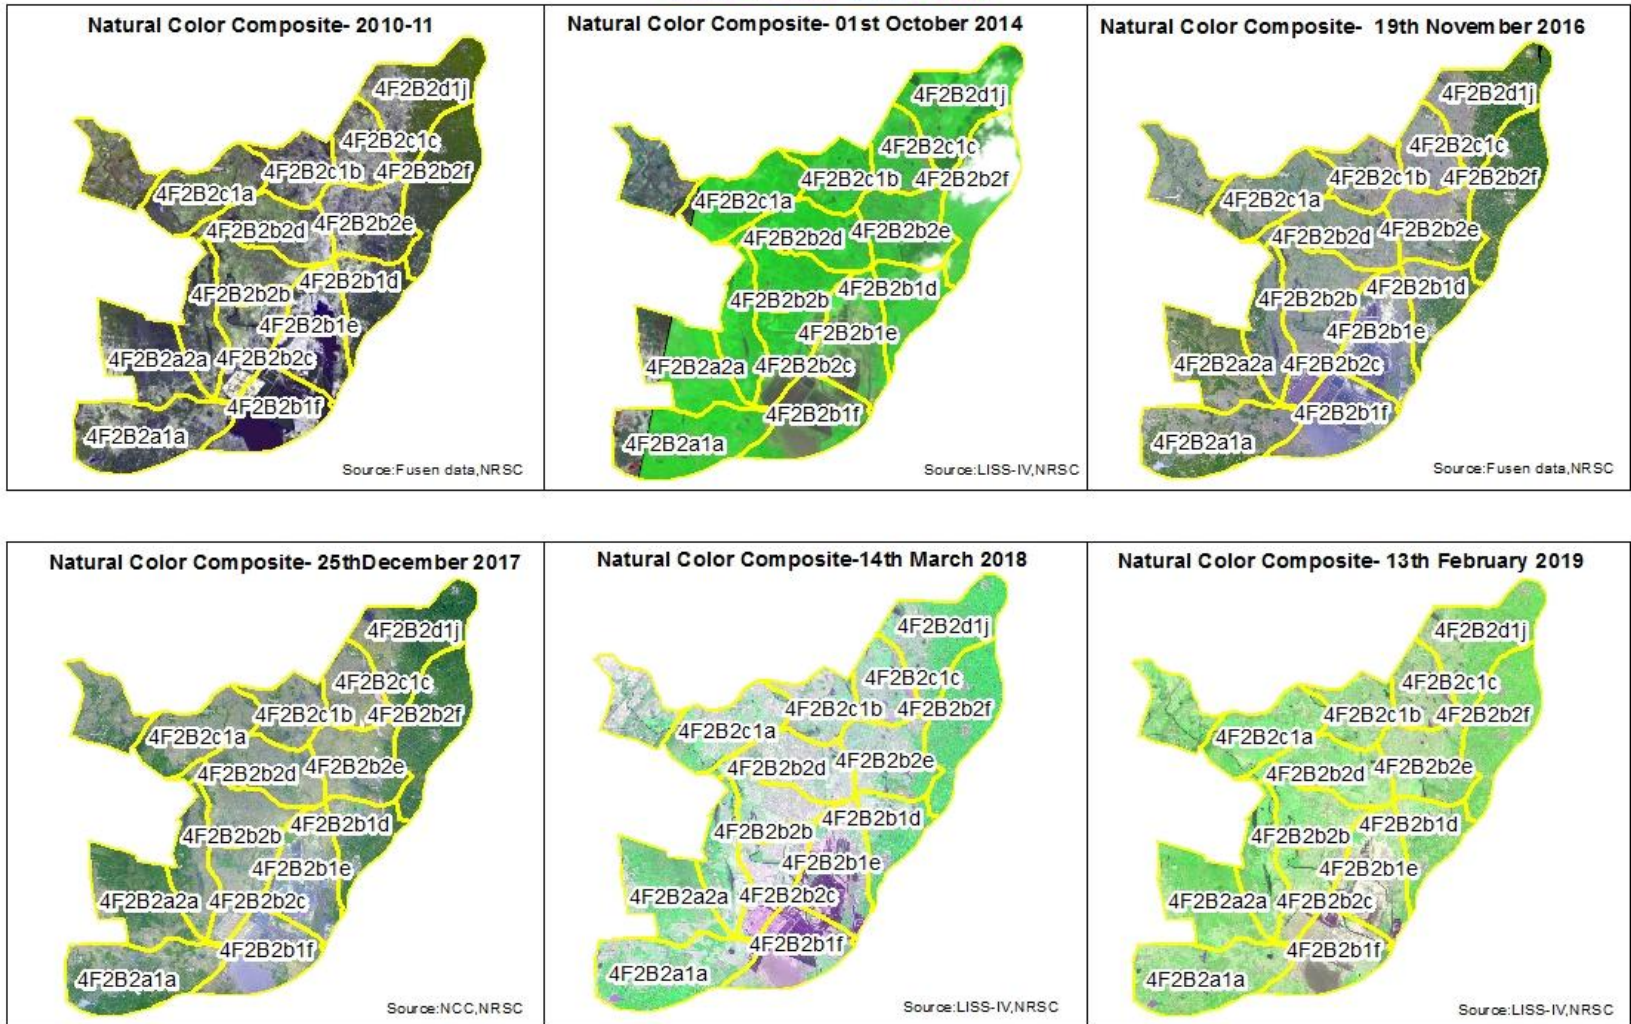 Natural Color Composite- 2010-11
4F2B2d1j
4F2B2c1c
4F2B2c1b
4F2B2b2f
4F2B2c1a
4F2B2b2d
4F2B2b2e
4F2B2b1d
4F2B2b2b
4F2B2b1e
4F2B2a2a
4F2B2b2c
4F2B2b1f
4F2B2a1a
Source:Fusen data,NRSC
Natural Color Composite- 01st October 2014
4F2B2d1j
4F2B2c1c
4F2B2c1b
4F2B2b2f
4F2B2c1a
4F2B2b2d
4F2B2b2e
4F2B2b1d
4F2B2b2b
4F2B2b1e
4F2B2a2a
4F2B2b2c
4F2B2b1f
4F2B2a1a
Source:LISS-IV,NRSC
Natural Color Composite- 19th November 2016
4F2B2d1j
4F2B2c1c
4F2B2c1b
4F2B2b2f
4F2B2c1a
4F2B2b2d
4F2B2b2e
4F2B2b1d
4F2B2b2b
4F2B2b1e
4F2B2a2a
4F2B2b2c
4F2B2b1f
4F2B2a1a
Source:Fusen data,NRSC
Natural Color Composite- 25thDecember 2017
4F2B2d1j
4F2B2c1c
4F2B2c1b
4F2B2b2f
4F2B2c1a
4F2B2b2d
4F2B2b2e
4F2B2b1d
4F2B2b2b
4F2B2b1e
4F2B2a2a
4F2B2b2c
4F2B2b1f
4F2B2a1a
Source:NCC,NRSC
Natural Color Composite-14th March 2018
4F2B2d1j
4F2B2c1c
4F2B2c1b
4F2B2b2f
4F2B2c1a
4F2B2b2d
4F2B2b2e
4F2B2b1d
4F2B2b2b
4F2B2b1e
4F2B2a2a
4F2B2b2c
4F2B2b1f
4F2B2a1a
Source:LISS-IV,NRSC
Natural Color Composite- 13th February 2019
4F2B2d1j
4F2B2c1c
4F2B2c1b
4F2B2b2f
4F2B2c1a
4F2B2b2d
4F2B2b2e
4F2B2b1d
4F2B2b2b
4F2B2b1e
4F2B2a2a
4F2B2b2c
4F2B2b1f
4F2B2a1a
Source:LISS-IV,NRSC